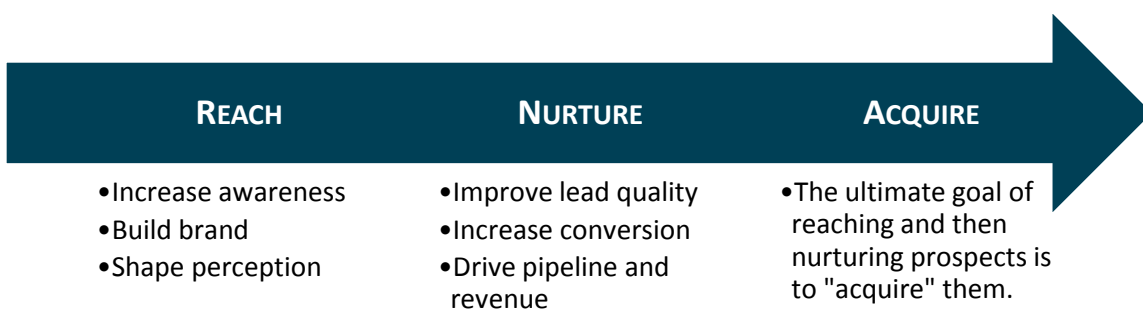 REACH
NURTURE
ACQUIRE
•Increase awareness
•Build brand
•Shape perception
•Improve lead quality
•Increase conversion
•Drive pipeline and
revenue
•The ultimate goal of
reaching and then
nurturing prospects is
to "acquire" them.